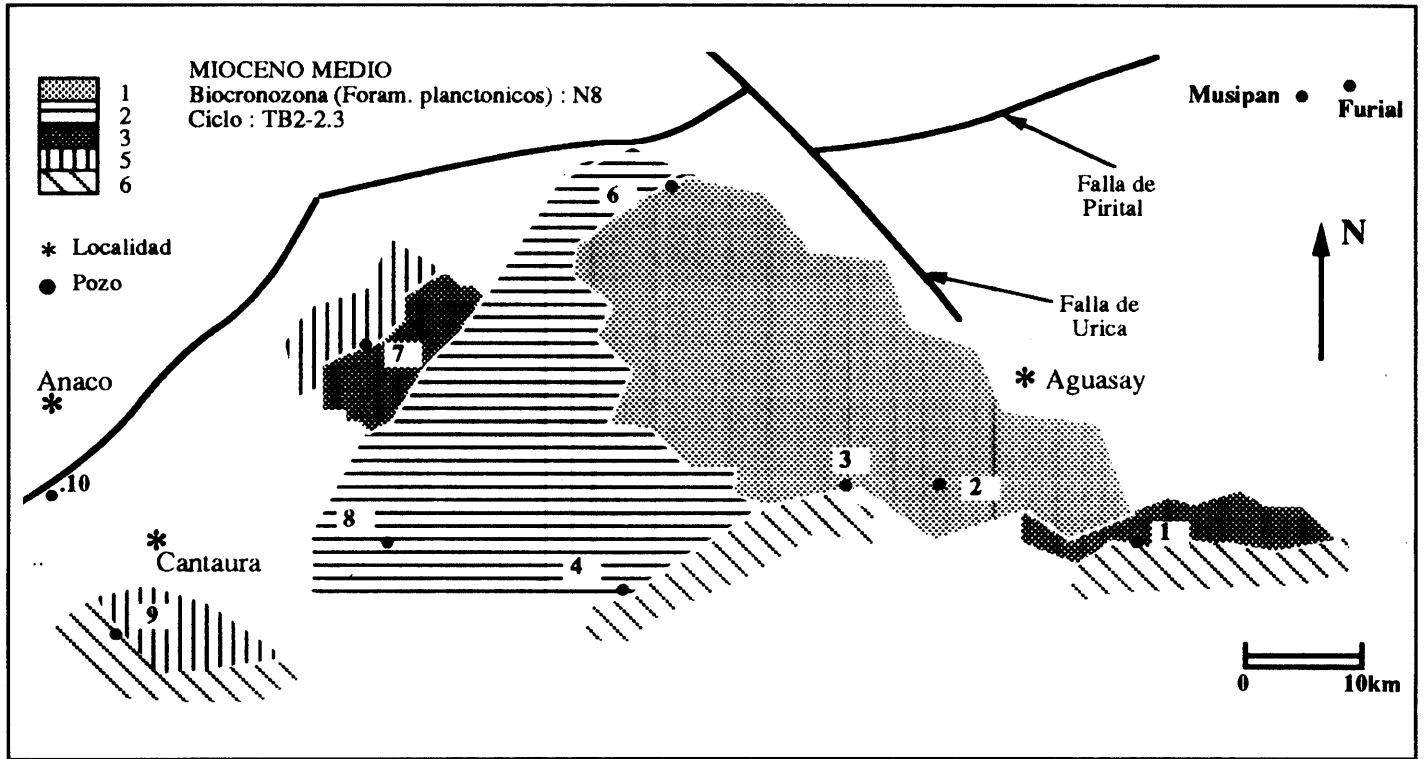 MIOCENO MEDIO
Biocronozona (Foram. planctonicos) : N8
Ciclo : TB2-2.3
1
2
3
5
6
* Localidad
Pozo
Musipan
Furial
Falla de
Pirital
N
Falla de
Urica
6
7
Anaco
* Aguasay
.10
3
2
8
1
* Cantaura
4
9
0 10km